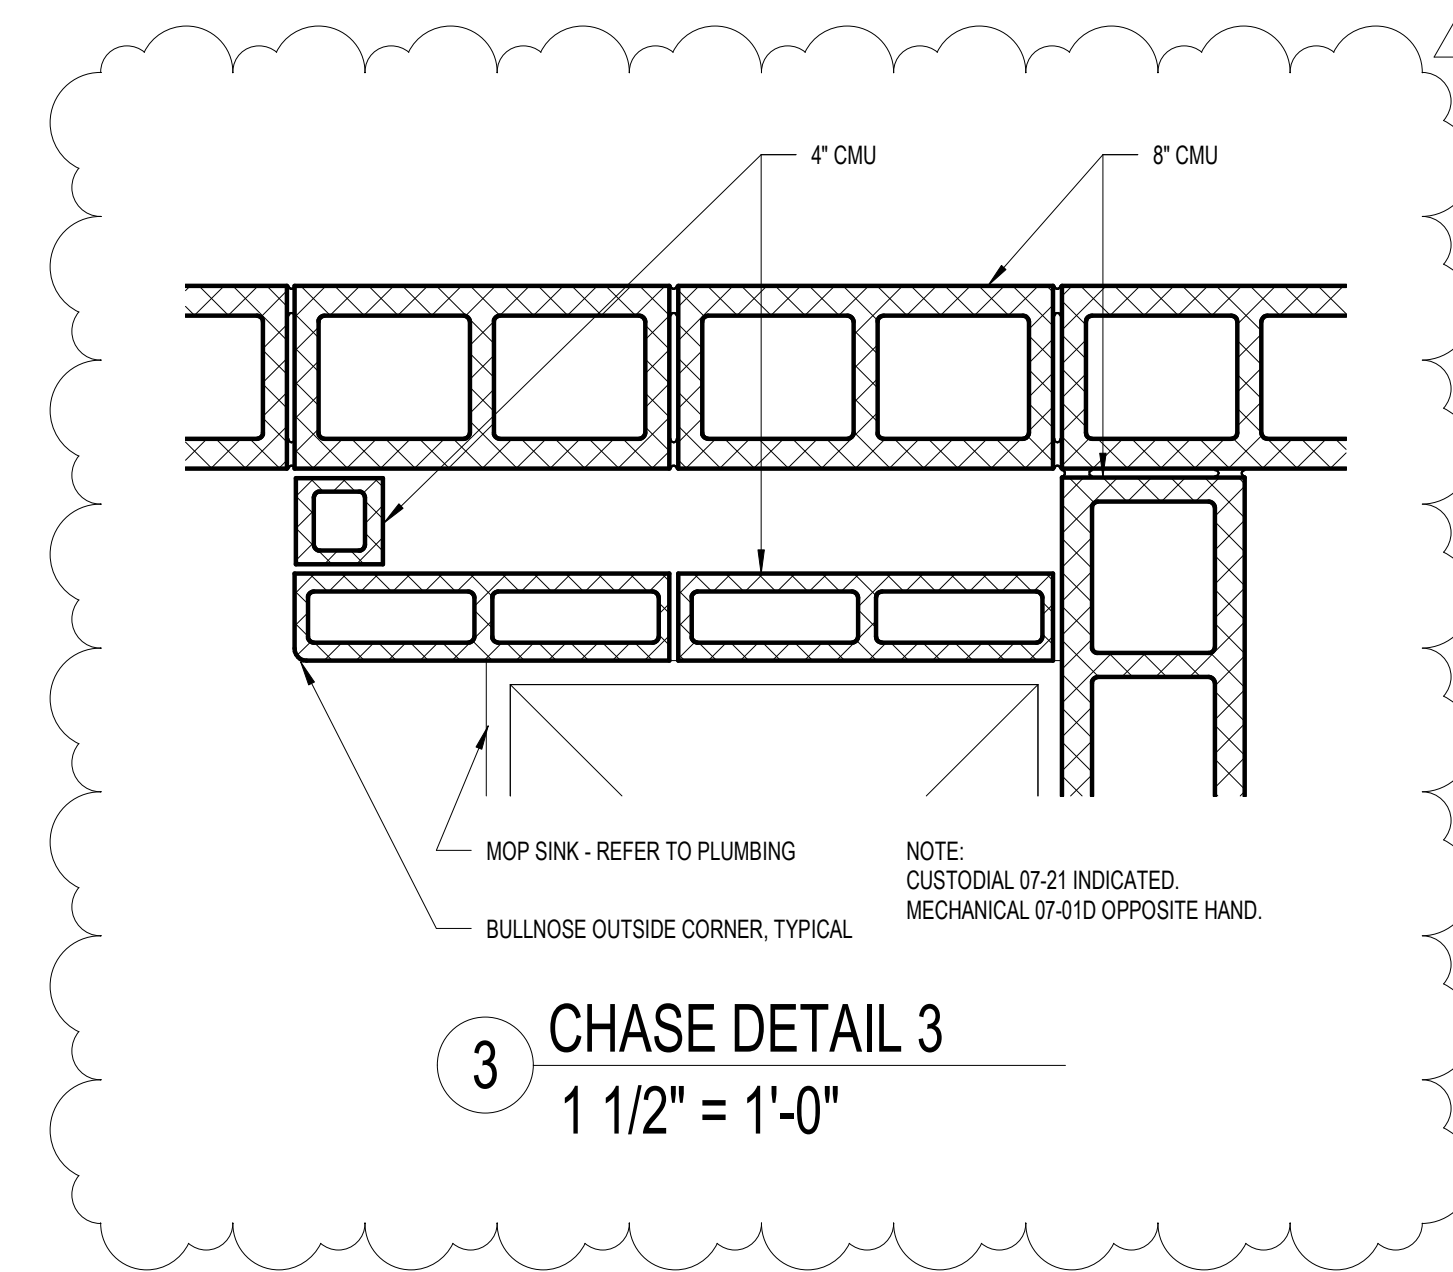 4" CMU
8" CMU
MOP SINK - REFER TO PLUMBING
BULLNOSE OUTSIDE CORNER, TYPICAL
NOTE:
CUSTODIAL 07-21 INDICATED.
MECHANICAL 07-01D OPPOSITE HAND.
3
CHASE DETAIL 3
1 1/2" = 1'-0"